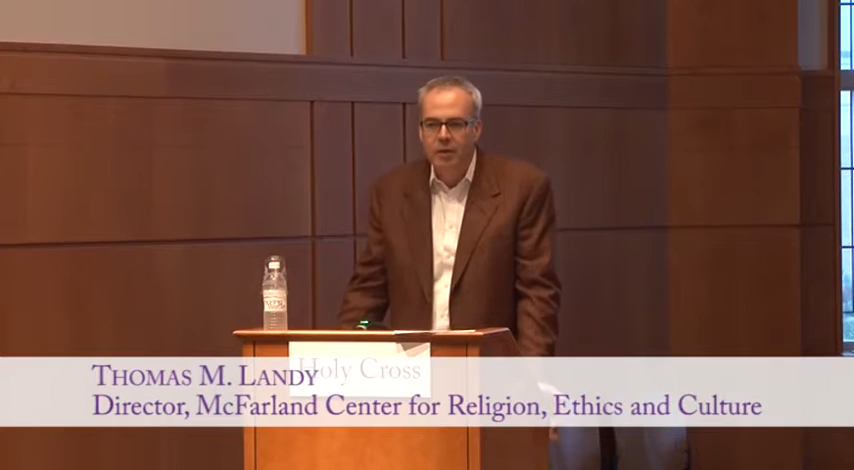 Holy Cross
THOMAS M. LANDY
Director, McFarland Center for Religion, Ethics and Culture